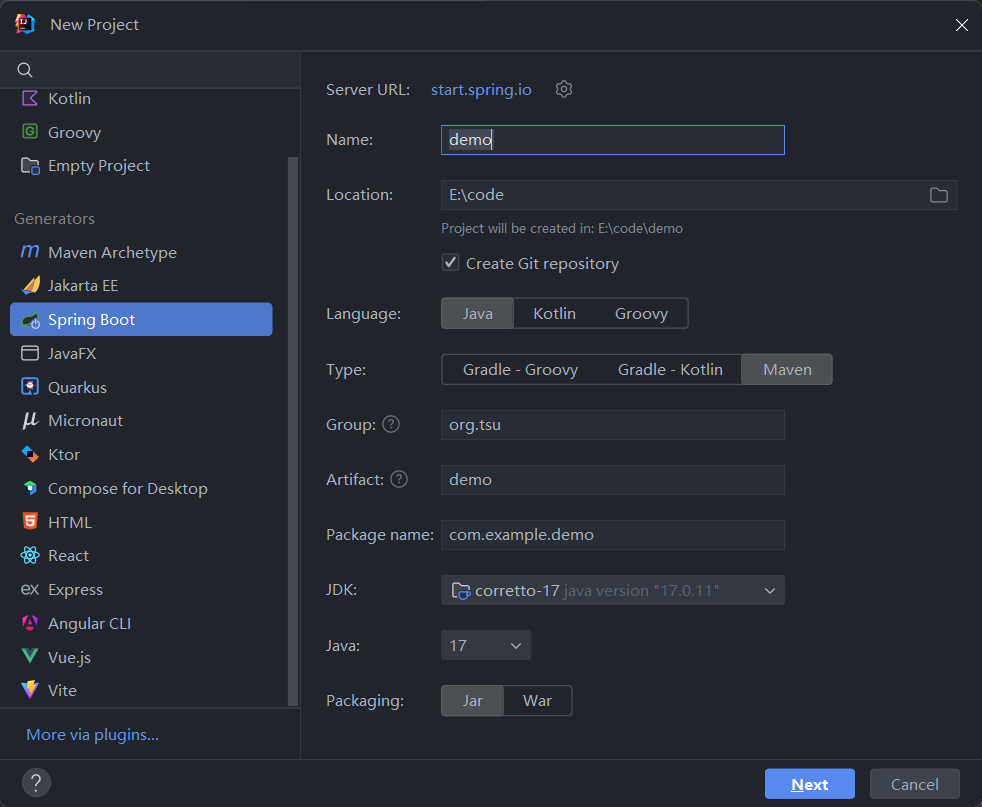 New Project
Kotlin
Groovy
Empty Project
Generators
Maven Archetype
Jakarta EE
Spring Boot
JavaFX
Quarkus
Micronaut
Ktor
Compose for Desktop
HTML
React
ex Express
Angular CLI
Vue.js
Vite
More via plugins...
?
Server URL: start.spring.io
Name: demo
Location: E:\code
Project will be created in: E:\code\demo
Create Git repository
Language: Java Kotlin Groovy
Type: Gradle - Groovy Gradle - Kotlin Maven
Group: ? org.tsu
Artifact: ? demo
Package name: com.example.demo
JDK: corretto-17 java version "17.0.11"
Java: 17
Packaging: Jar War
Next Cancel